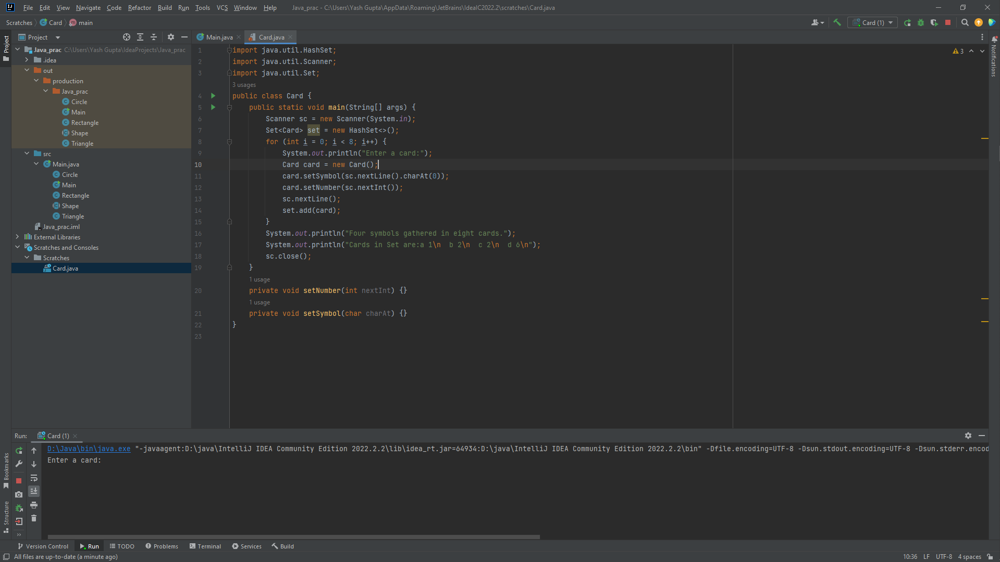 File Edit View Navigate Code Refactor Build Run Tools VCS Window Help Java_prac - C:\Users\Yash Gupta\AppData\Roaming\JetBrains\IdeaIC2022.2\scratches\Card.java
Scratches Card main
Card (1)
Project
Main.java Card.java
Java_prac C:\Users\Yash Gupta\IdeaProjects\Java_prac
.idea
out
production
Java_prac
Circle
Main
Rectangle
Shape
Triangle
src
Main.java
Circle
Main
Rectangle
Shape
Triangle
Java_prac.iml
External Libraries
Scratches and Consoles
Scratches
Card.java
3
1 import java.util.HashSet;
2 import java.util.Scanner;
3 import java.util.Set;
3 usages
4 public class Card {
5 public static void main(String[] args) {
6 Scanner sc = new Scanner(System.in);
7 Set<Card> set = new HashSet<>();
8 for (int i = 0; i < 8; i++) {
9 System.out.println("Enter a card:");
10 Card card = new Card();
11 card.setSymbol(sc.nextLine().charAt(0));
12 card.setNumber(sc.nextInt());
13 sc.nextLine();
14 set.add(card);
15 }
16 System.out.println("Four symbols gathered in eight cards.");
17 System.out.println("Cards in Set are:a 1\n  b 2\n  c 2\n  d 6\n");
18 sc.close();
19 }
1 usage
20 private void setNumber(int nextInt) {}
1 usage
21 private void setSymbol(char charAt) {}
22 }
23
Project
Bookmarks
Structure
Notifications
Run: Card (1)
D:\Java\bin\java.exe "-javaagent:D:\java\IntelliJ IDEA Community Edition 2022.2.2\lib\idea_rt.jar=64934:D:\java\IntelliJ IDEA Community Edition 2022.2.2\bin" -Dfile.encoding=UTF-8 -Dsun.stdout.encoding=UTF-8 -Dsun.stderr.encod
Enter a card:
Version Control Run TODO Problems Terminal Services Build
All files are up-to-date (a minute ago) 10:36 LF UTF-8 4 spaces